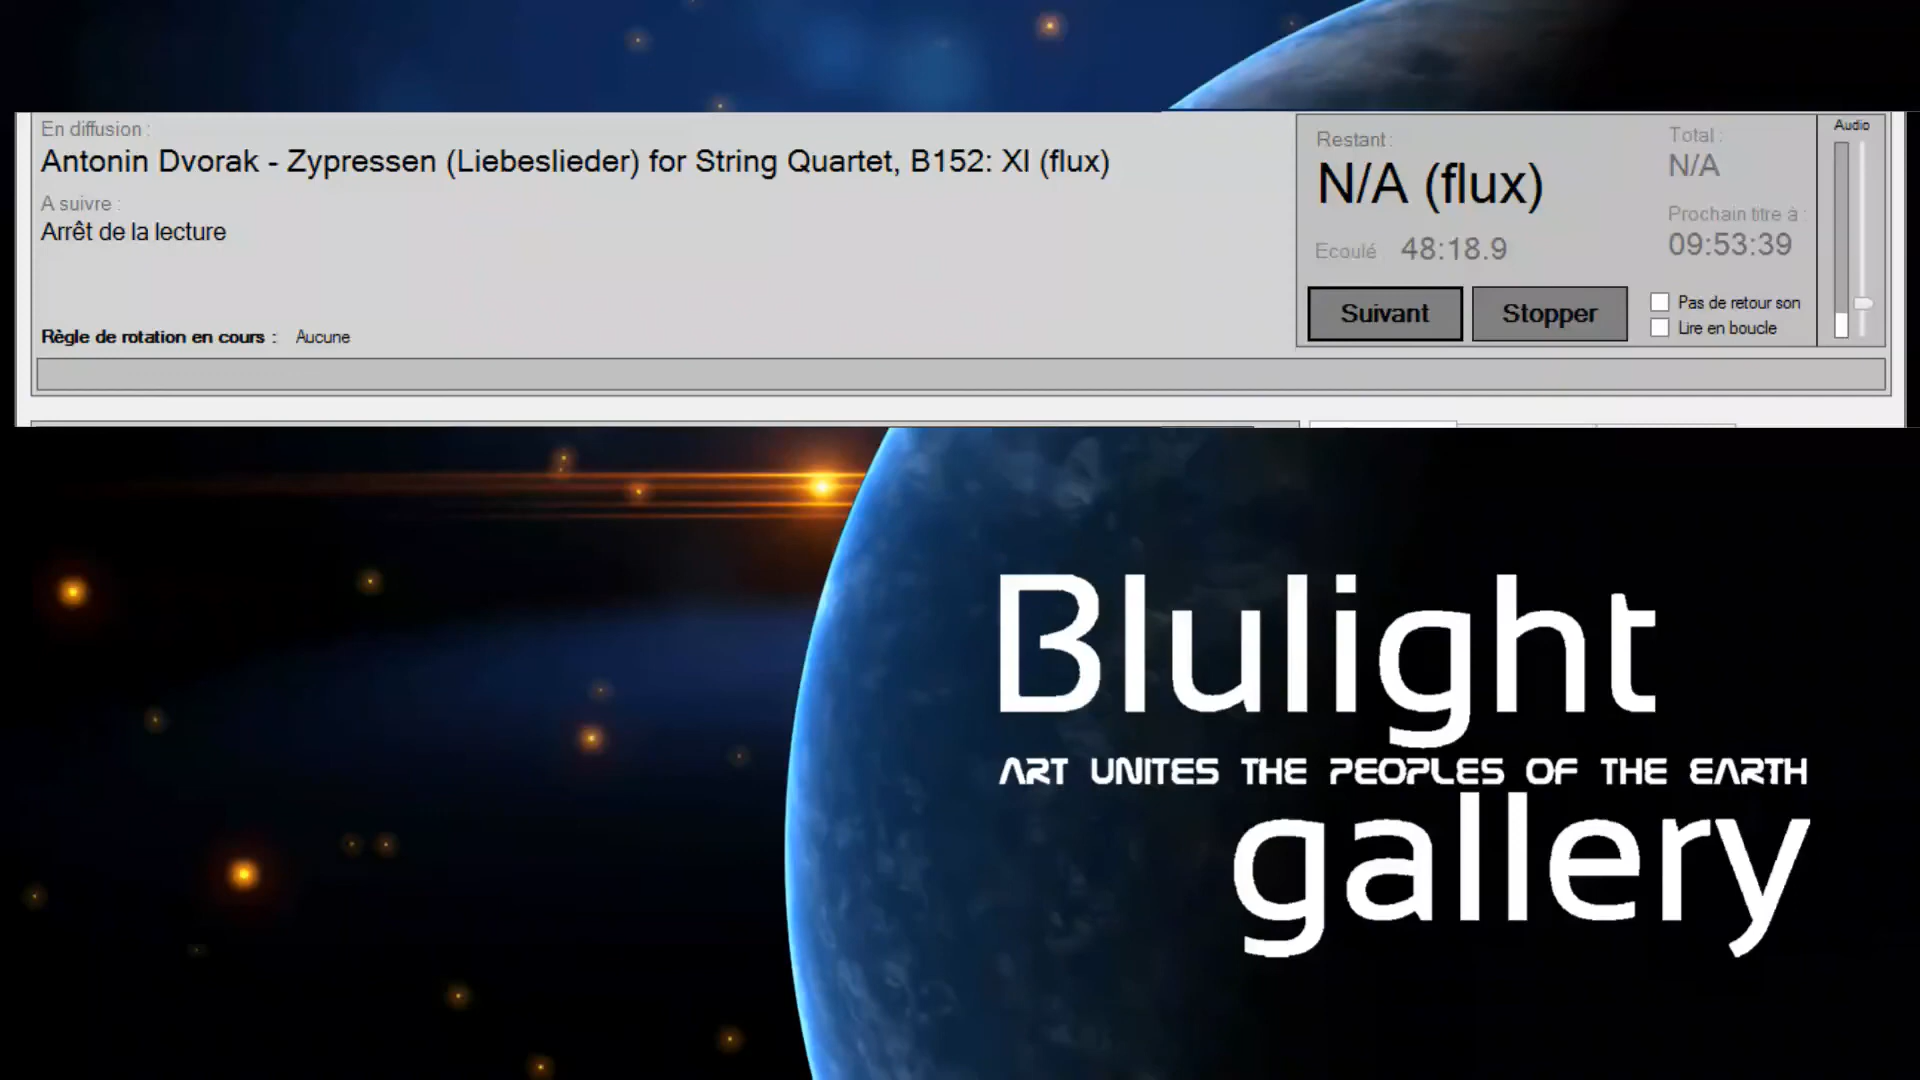 En diffusion :
Antonin Dvorak - Zypressen (Liebeslieder) for String Quartet, B152: XI (flux)
A suivre :
Arrêt de la lecture
Règle de rotation en cours : Aucune
Restant :
N/A (flux)
Ecoulé 48:18.9
Total :
N/A
Prochain titre à :
09:53:39
Suivant
Stopper
Pas de retour son
Lire en boucle
Audio
Blulight
ART UNITES THE PEOPLES OF THE EARTH
gallery